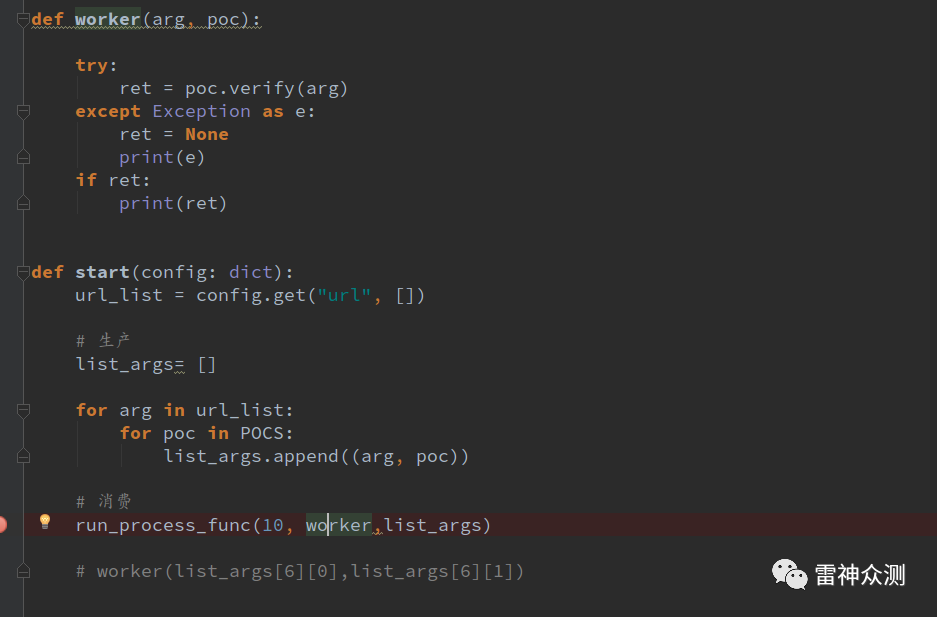 def worker(arg, poc):
    try:
        ret = poc.verify(arg)
    except Exception as e:
        ret = None
        print(e)
    if ret:
        print(ret)
def start(config: dict):
    url_list = config.get("url", [])
    # 生产
    list_args= []
    for arg in url_list:
        for poc in POCS:
            list_args.append((arg, poc))
    # 消费
    run_process_func(10, worker,list_args)
    # worker(list_args[6][0],list_args[6][1])
雷神众测